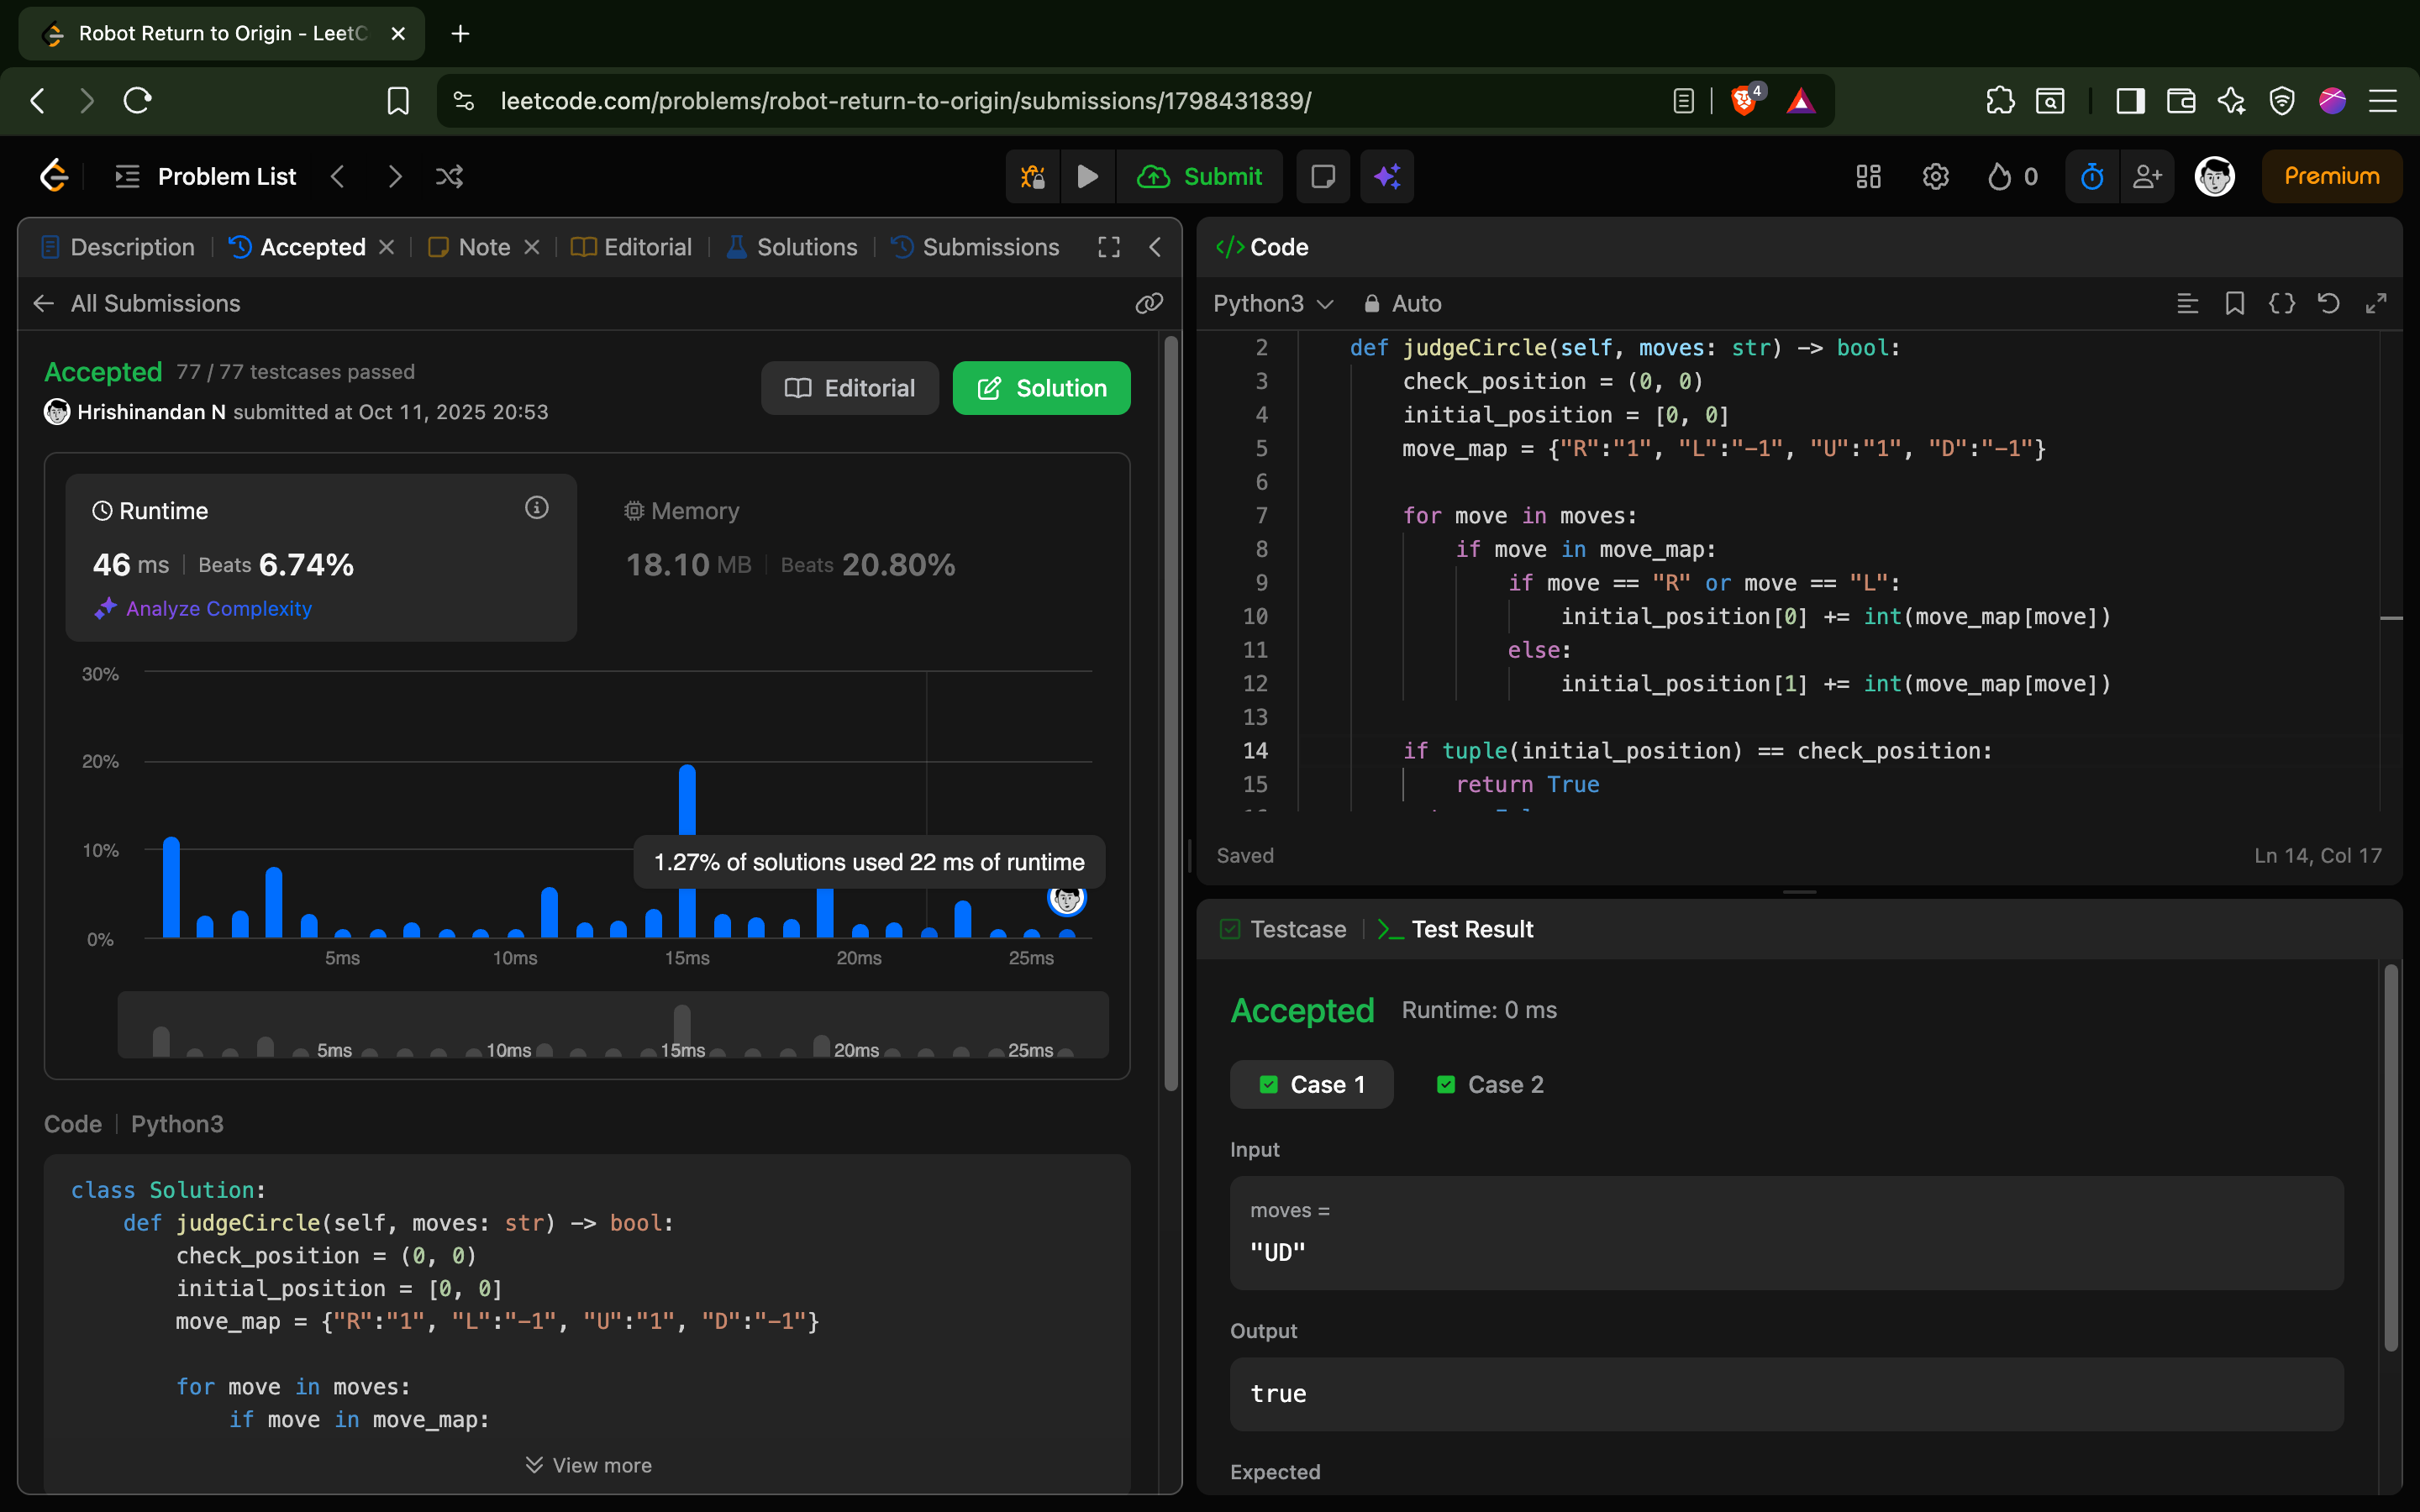 Robot Return to Origin - LeetC
leetcode.com/problems/robot-return-to-origin/submissions/1798431839/
4
Problem List
Submit
0
Premium
Description
Accepted
Note
Editorial
Solutions
Submissions
All Submissions
Accepted 77 / 77 testcases passed
Hrishinandan N submitted at Oct 11, 2025 20:53
Editorial
Solution
Runtime
46 ms Beats 6.74%
Analyze Complexity
Memory
18.10 MB Beats 20.80%
30%
20%
10%
0%
1.27% of solutions used 22 ms of runtime
5ms 10ms 15ms 20ms 25ms
5ms 10ms 15ms 20ms 25ms
Code Python3
class Solution:
    def judgeCircle(self, moves: str) -> bool:
        check_position = (0, 0)
        initial_position = [0, 0]
        move_map = {"R":"1", "L":"-1", "U":"1", "D":"-1"}
        for move in moves:
            if move in move_map:
View more
Code
Python3 Auto
2     def judgeCircle(self, moves: str) -> bool:
3         check_position = (0, 0)
4         initial_position = [0, 0]
5         move_map = {"R":"1", "L":"-1", "U":"1", "D":"-1"}
6
7         for move in moves:
8             if move in move_map:
9                 if move == "R" or move == "L":
10                     initial_position[0] += int(move_map[move])
11                 else:
12                     initial_position[1] += int(move_map[move])
13
14         if tuple(initial_position) == check_position:
15             return True
Saved
Ln 14, Col 17
Testcase
Test Result
Accepted Runtime: 0 ms
Case 1 Case 2
Input
moves =
"UD"
Output
true
Expected